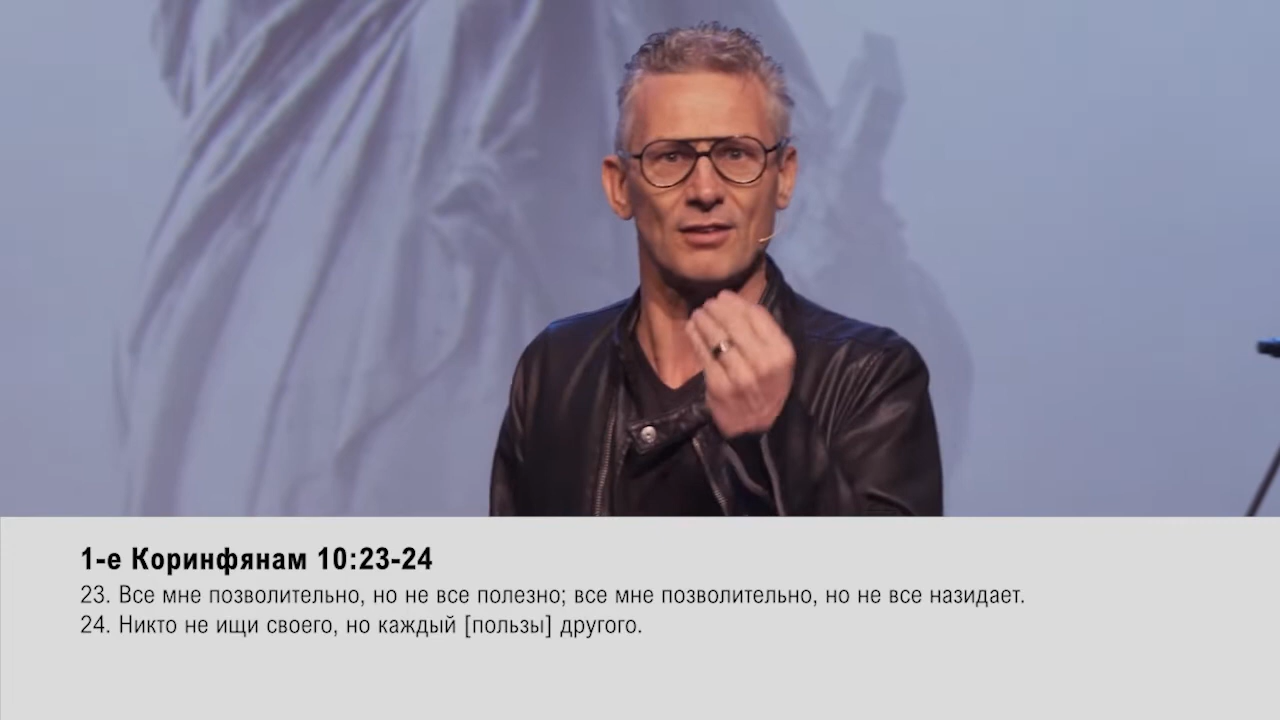 1-е Коринфянам 10:23-24
23. Все мне позволительно, но не все полезно; все мне позволительно, но не все назидает.
24. Никто не ищи своего, но каждый [пользы] другого.